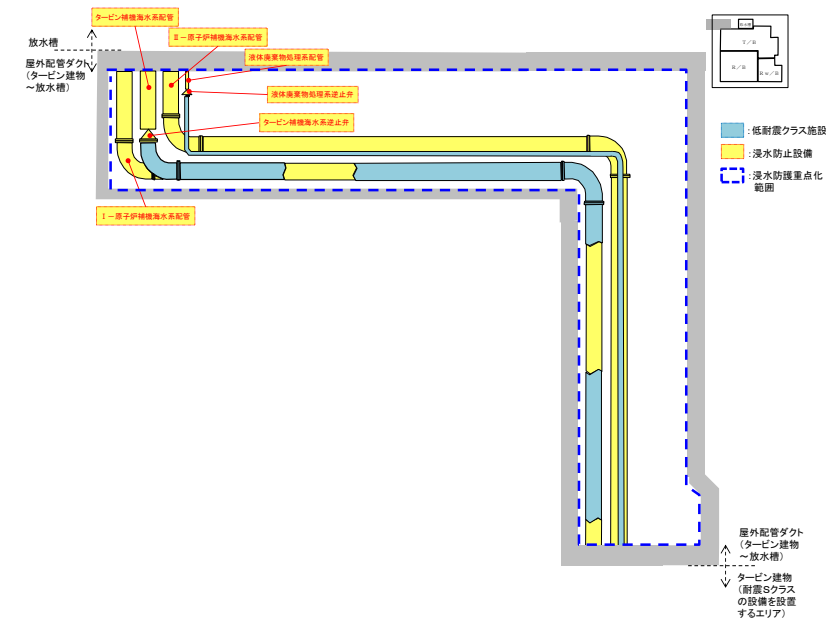 タービン補機海水系配管
Ⅱ－原子炉補機海水系配管
液体廃棄物処理系配管
液体廃棄物処理系逆止弁
タービン補機海水系逆止弁
Ⅰ－原子炉補機海水系配管
放水槽
屋外配管ダクト
（タービン建物
～放水槽）
T／B
R／B
Rw／B
：低耐震クラス施設
：浸水防止設備
：浸水防護重点化
範囲
屋外配管ダクト
（タービン建物
～放水槽）
タービン建物
（耐震Sクラス
の設備を設置
するエリア）